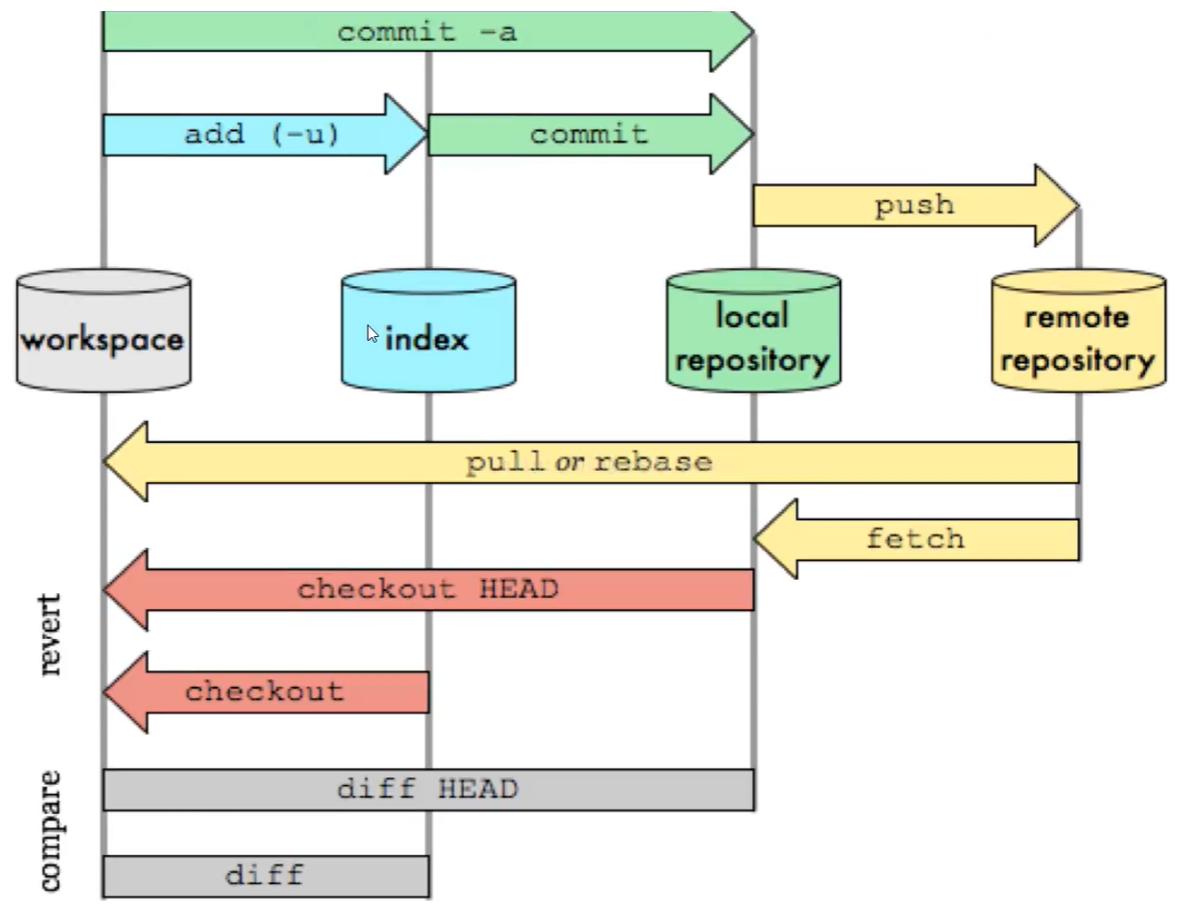 commit -a
add (-u)
commit
push
workspace
index
local
repository
remote
repository
pull or rebase
fetch
checkout HEAD
revert
checkout
diff HEAD
compare
diff